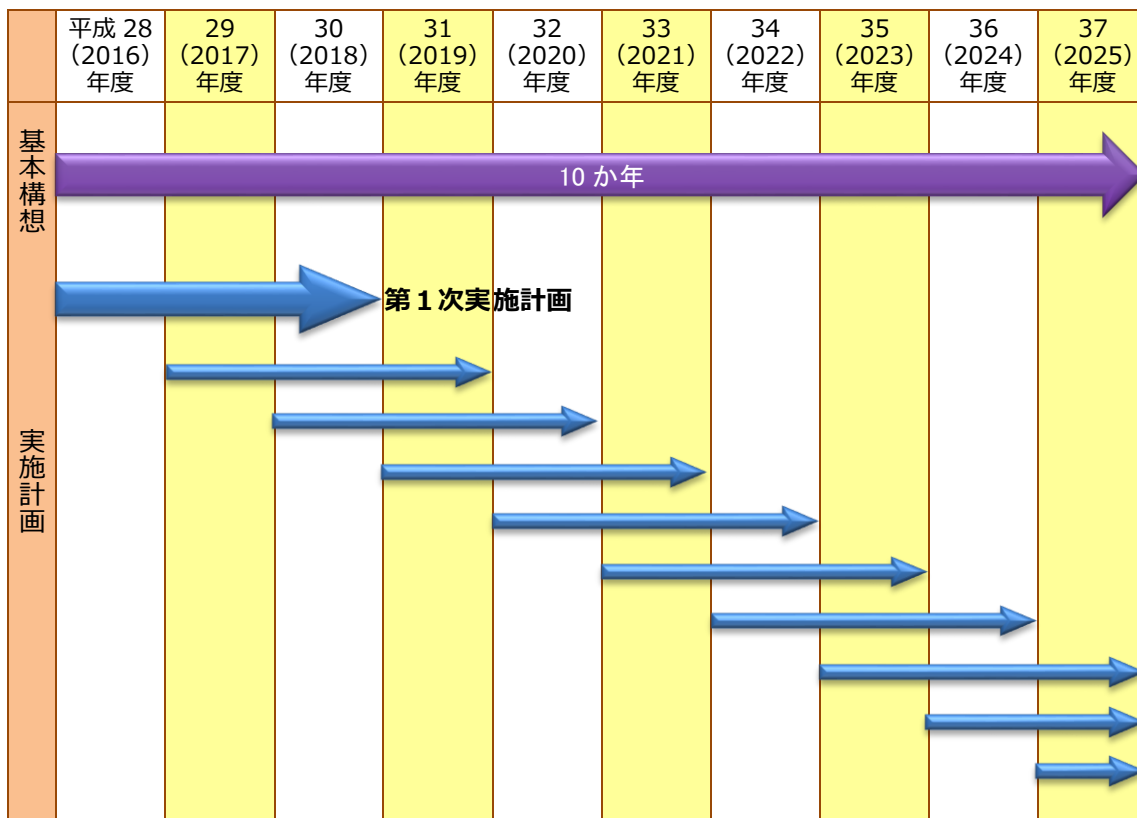 平成 28
（2016）
年度
29
（2017）
年度
30
（2018）
年度
31
（2019）
年度
32
（2020）
年度
33
（2021）
年度
34
（2022）
年度
35
（2023）
年度
36
（2024）
年度
37
（2025）
年度
基本構想
10 か年
第１次実施計画
実施計画